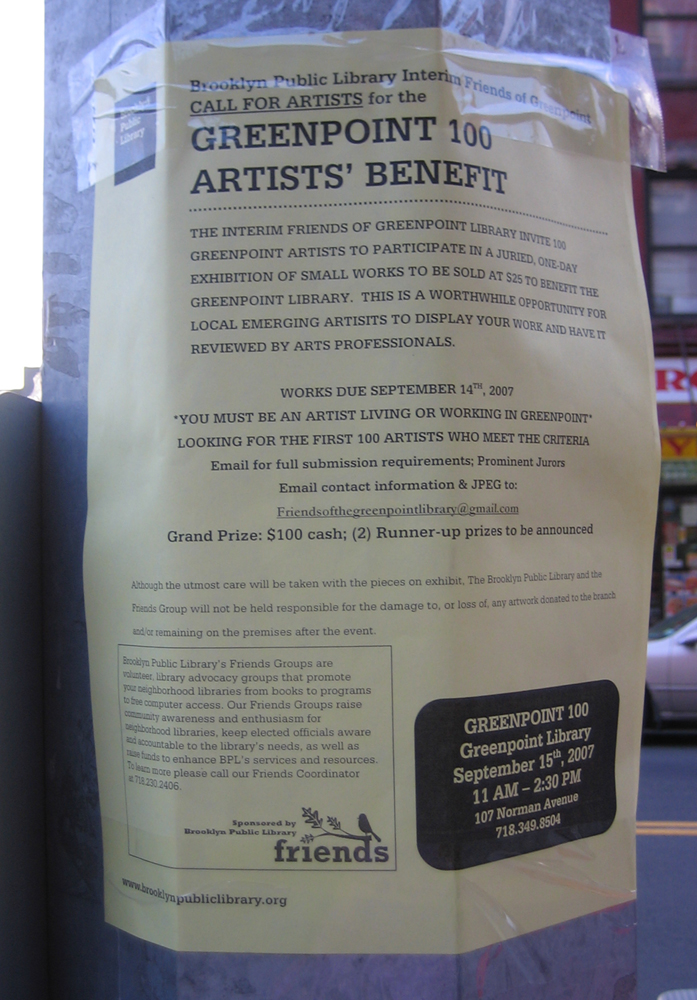 Brooklyn Public Library
Brooklyn Public Library Interim Friends of Greenpoint
CALL FOR ARTISTS for the
GREENPOINT 100
ARTISTS' BENEFIT
THE INTERIM FRIENDS OF GREENPOINT LIBRARY INVITE 100
GREENPOINT ARTISTS TO PARTICIPATE IN A JURIED, ONE-DAY
EXHIBITION OF SMALL WORKS TO BE SOLD AT $25 TO BENEFIT THE
GREENPOINT LIBRARY. THIS IS A WORTHWHILE OPPORTUNITY FOR
LOCAL EMERGING ARTISITS TO DISPLAY YOUR WORK AND HAVE IT
REVIEWED BY ARTS PROFESSIONALS.
WORKS DUE SEPTEMBER 14TH, 2007
*YOU MUST BE AN ARTIST LIVING OR WORKING IN GREENPOINT*
LOOKING FOR THE FIRST 100 ARTISTS WHO MEET THE CRITERIA
Email for full submission requirements; Prominent Jurors
Email contact information & JPEG to:
Friendsofthegreenpointlibrary@gmail.com
Grand Prize: $100 cash; (2) Runner-up prizes to be announced
Although the utmost care will be taken with the pieces on exhibit, The Brooklyn Public Library and the
Friends Group will not be held responsible for the damage to, or loss of, any artwork donated to the branch
and/or remaining on the premises after the event.
Brooklyn Public Library's Friends Groups are
volunteer, library advocacy groups that promote
your neighborhood libraries from books to programs
to free computer access. Our Friends Groups raise
community awareness and enthusiasm for
neighborhood libraries, keep elected officials aware
and accountable to the library's needs, as well as
raise funds to enhance BPL's services and resources.
To learn more please call our Friends Coordinator
at 718.230.2406.
Sponsored by
Brooklyn Public Library
friends
GREENPOINT 100
Greenpoint Library
September 15th, 2007
11 AM – 2:30 PM
107 Norman Avenue
718.349.8504
www.brooklynpubliclibrary.org